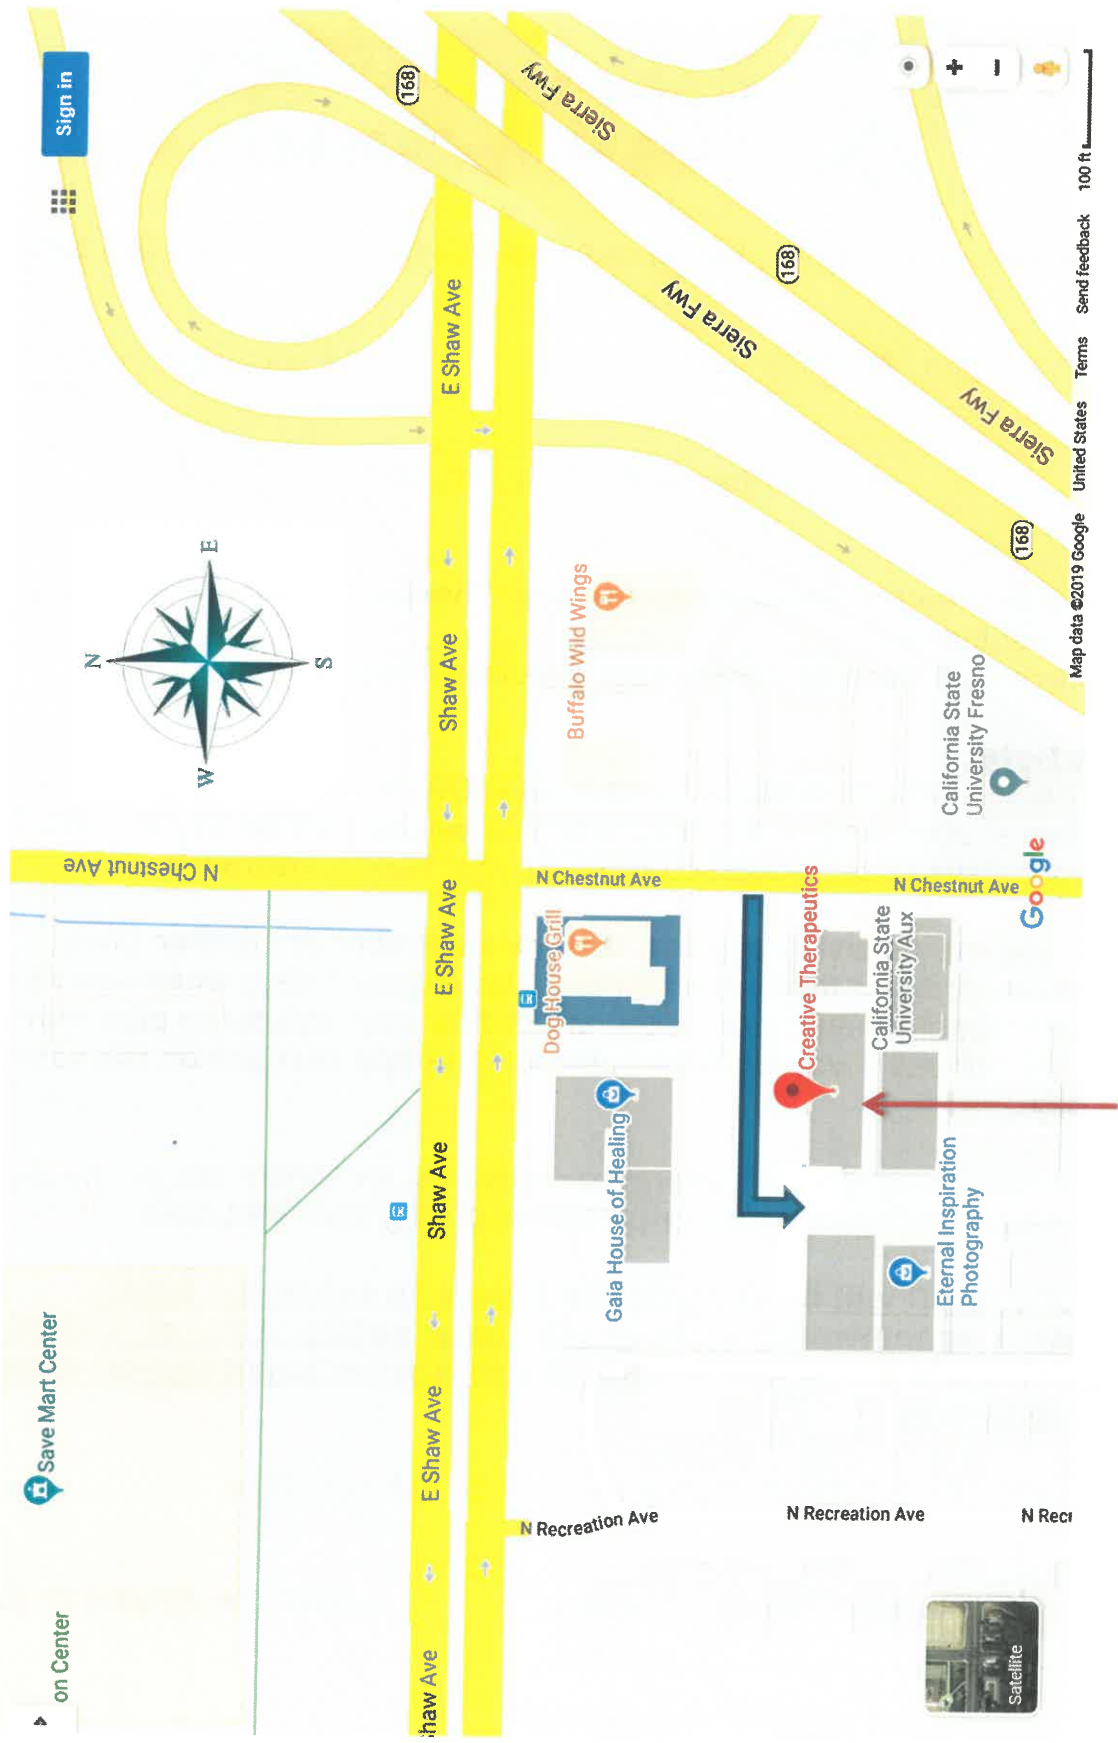 on Center
Save Mart Center
Sign in
N
W
E
S
N Chestnut Ave
168
Shaw Ave
E Shaw Ave
Shaw Ave
E Shaw Ave
Shaw Ave
E Shaw Ave
N Recreation Ave
Dog House Grill
N Chestnut Ave
Buffalo Wild Wings
Sierra Fwy
Gaia House of Healing
Sierra Fwy
168
N Recreation Ave
Creative Therapeutics
California State
University Aux
N Chestnut Ave
Eternal Inspiration
Photography
California State
University Fresno
Sierra Fwy
168
Satellite
N Recr
Google
Map data ©2019 Google United States Terms Send feedback 100 ft